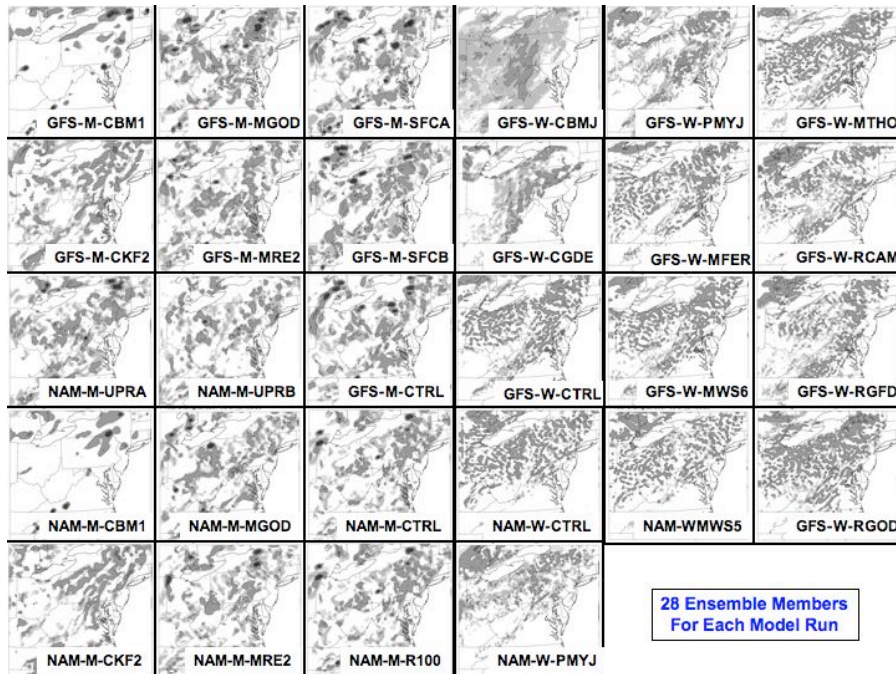 GFS-M-CBM1
GFS-M-MGOD
GFS-M-SFCA
GFS-W-CBMJ
GFS-W-PMYJ
GFS-W-MTHO
GFS-M-CKF2
GFS-M-MRE2
GFS-M-SFCB
GFS-W-CGDE
GFS-W-MFER
GFS-W-RCAM
NAM-M-UPRA
NAM-M-UPRB
GFS-M-CTRL
GFS-W-CTRL
GFS-W-MWS6
GFS-W-RGFD
NAM-M-CBM1
NAM-M-MGOD
NAM-M-CTRL
NAM-W-CTRL
NAM-WMWS5
GFS-W-RGOD
NAM-M-CKF2
NAM-M-MRE2
NAM-M-R100
NAM-W-PMYJ
28 Ensemble Members
For Each Model Run